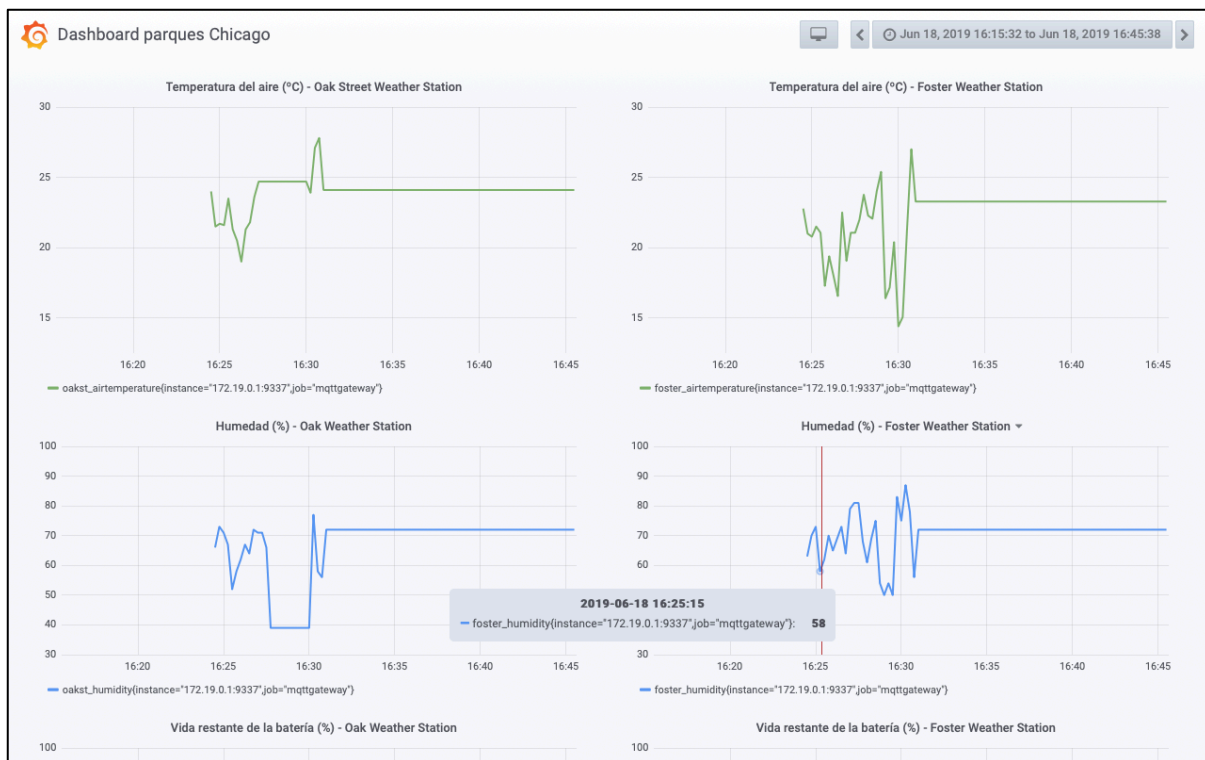 Dashboard parques Chicago
Jun 18, 2019 16:15:32 to Jun 18, 2019 16:45:38
Temperatura del aire (ºC) - Oak Street Weather Station
30
25
20
15
16:20 16:25 16:30 16:35 16:40 16:45
oakst_airtemperature{instance="172.19.0.1:9337",job="mqttgateway"}
Temperatura del aire (ºC) - Foster Weather Station
30
25
20
15
16:20 16:25 16:30 16:35 16:40 16:45
foster_airtemperature{instance="172.19.0.1:9337",job="mqttgateway"}
Humedad (%) - Oak Weather Station
100
90
80
70
60
50
40
30
16:20 16:25 16:30 16:35 16:40 16:45
oakst_humidity{instance="172.19.0.1:9337",job="mqttgateway"}
Humedad (%) - Foster Weather Station
100
90
80
70
60
50
40
30
2019-06-18 16:25:15
foster_humidity{instance="172.19.0.1:9337",job="mqttgateway"}: 58
16:20 16:25 16:30 16:35 16:40 16:45
foster_humidity{instance="172.19.0.1:9337",job="mqttgateway"}
Vida restante de la batería (%) - Oak Weather Station
100
Vida restante de la batería (%) - Foster Weather Station
100